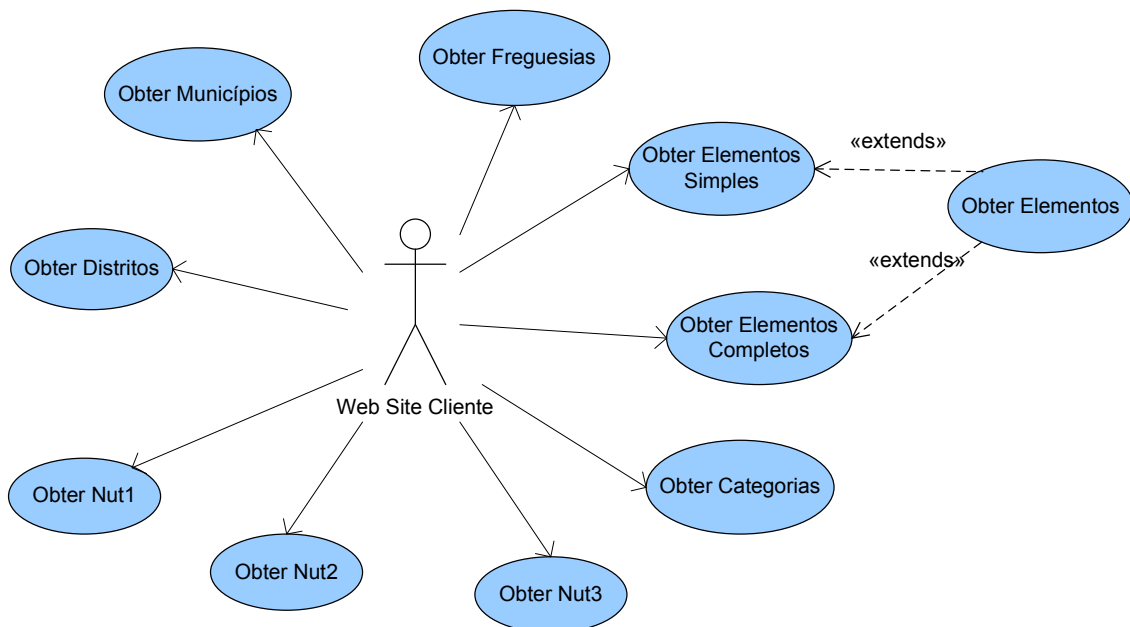 Obter Freguesias
Obter Municípios
«extends»
Obter Elementos
Simples
Obter Elementos
«extends»
Obter Distritos
Obter Elementos
Completos
Web Site Cliente
Obter Categorias
Obter Nut1
Obter Nut2
Obter Nut3